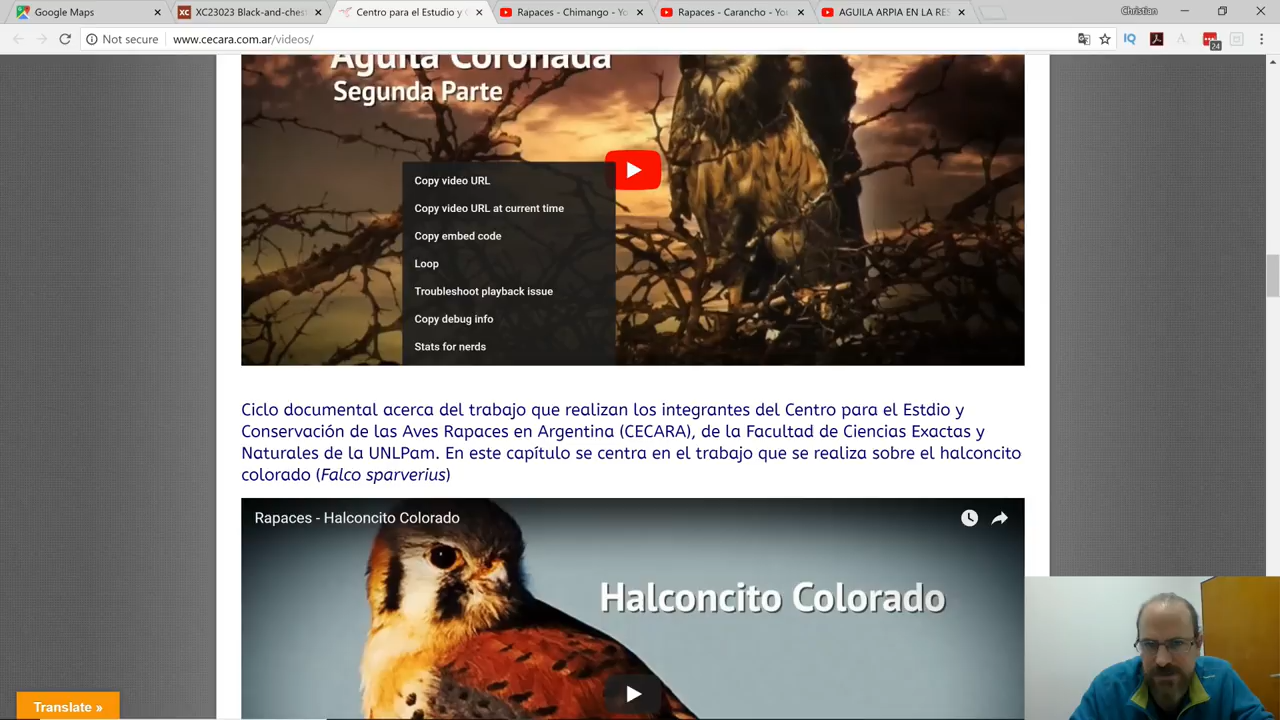 Google Maps
XC23023 Black-and-ches
Centro para el Estudio y C
Rapaces - Chimango - Yo
Rapaces - Carancho - You
AGUILA ARPIA EN LA RES
Christian
Not secure
www.cecara.com.ar/videos/
IQ
24
Aguila Coronada
Segunda Parte
Copy video URL
Copy video URL at current time
Copy embed code
Loop
Troubleshoot playback issue
Copy debug info
Stats for nerds
Ciclo documental acerca del trabajo que realizan los integrantes del Centro para el Estdio y
Conservación de las Aves Rapaces en Argentina (CECARA), de la Facultad de Ciencias Exactas y
Naturales de la UNLPam. En este capítulo se centra en el trabajo que se realiza sobre el halconcito
colorado (Falco sparverius)
Rapaces - Halconcito Colorado
Halconcito Colorado
Translate »